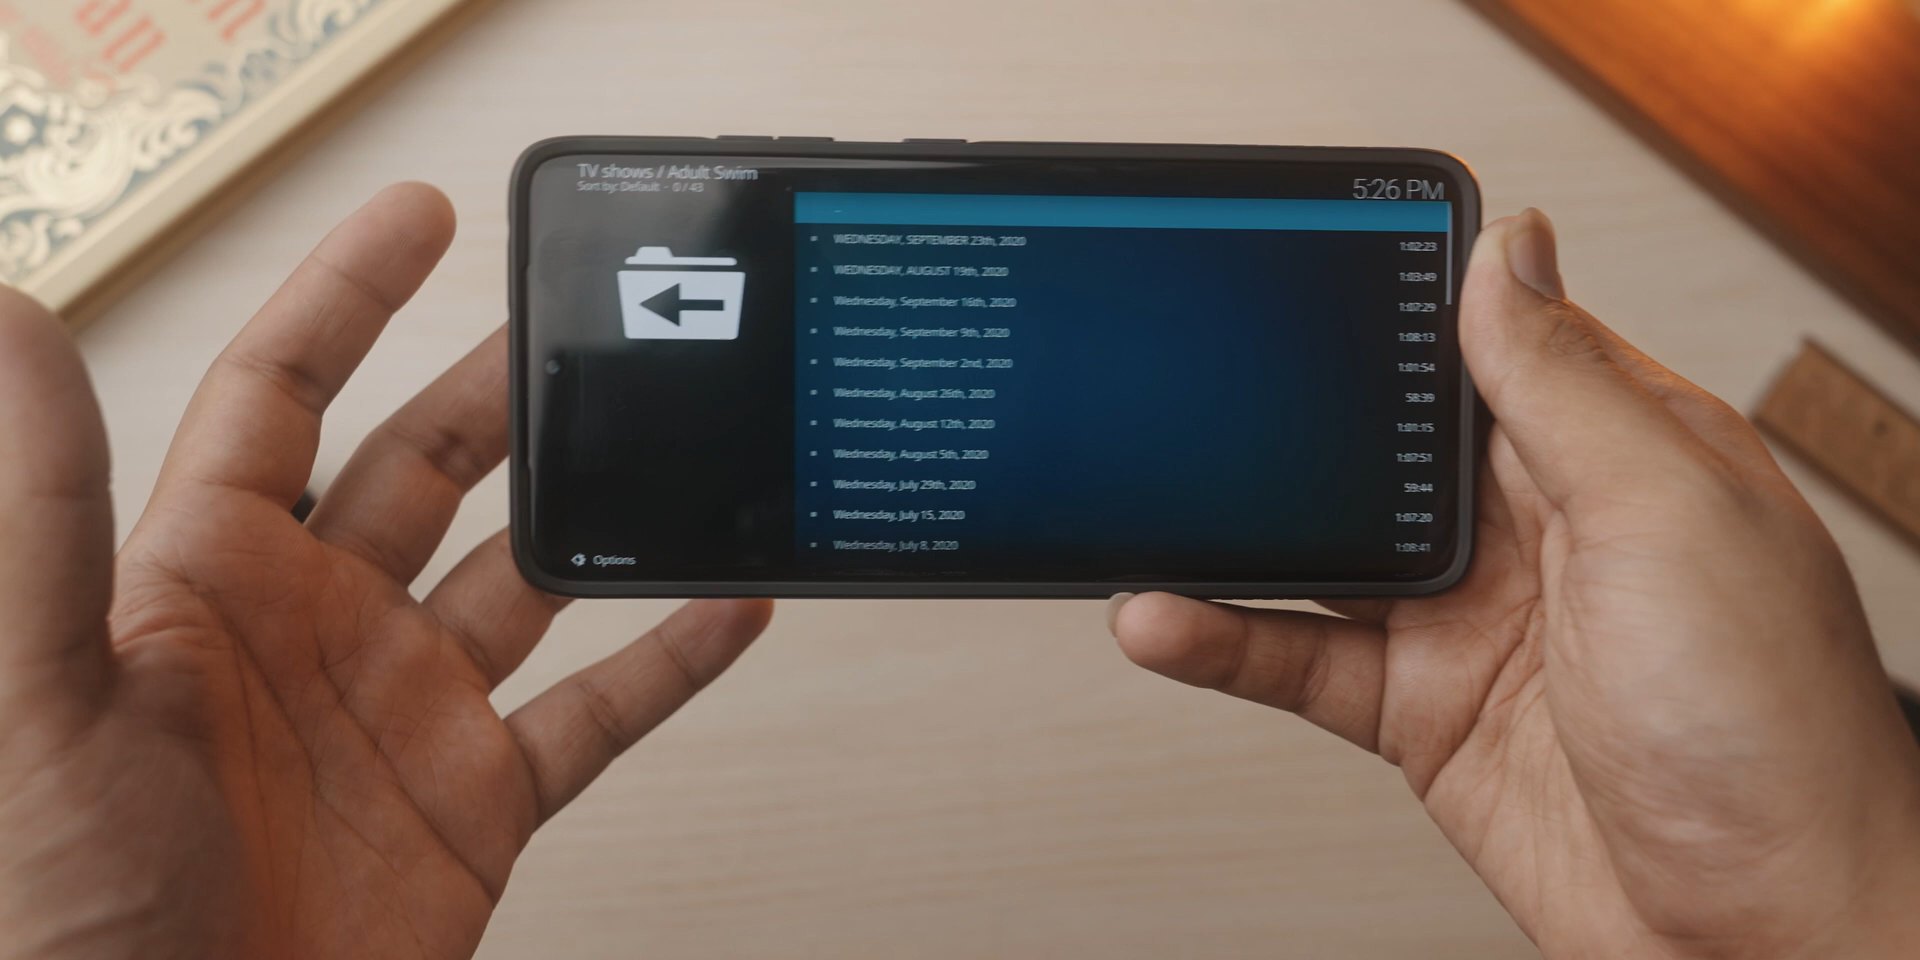 TV shows / Adult Swim
Sort by: Default · 0 / 43
5:26 PM
WEDNESDAY, SEPTEMBER 23th, 2020 1:02:23
WEDNESDAY, AUGUST 19th, 2020 1:03:49
Wednesday, September 16th, 2020 1:07:29
Wednesday, September 9th, 2020 1:08:13
Wednesday, September 2nd, 2020 1:01:54
Wednesday, August 26th, 2020 58:39
Wednesday, August 12th, 2020 1:01:15
Wednesday, August 5th, 2020 1:07:51
Wednesday, July 29th, 2020 59:44
Wednesday, July 15, 2020 1:07:20
Wednesday, July 8, 2020 1:08:41
Options